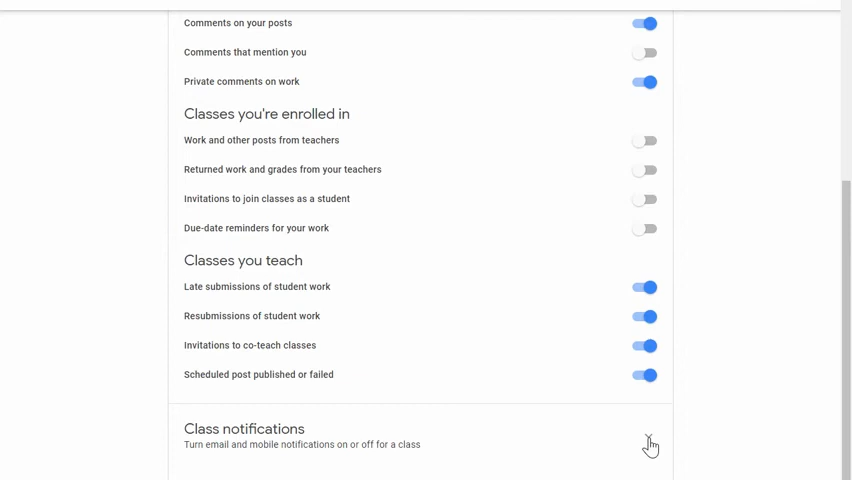 Comments on your posts
Comments that mention you
Private comments on work
Classes you're enrolled in
Work and other posts from teachers
Returned work and grades from your teachers
Invitations to join classes as a student
Due-date reminders for your work
Classes you teach
Late submissions of student work
Resubmissions of student work
Invitations to co-teach classes
Scheduled post published or failed
Class notifications
Turn email and mobile notifications on or off for a class